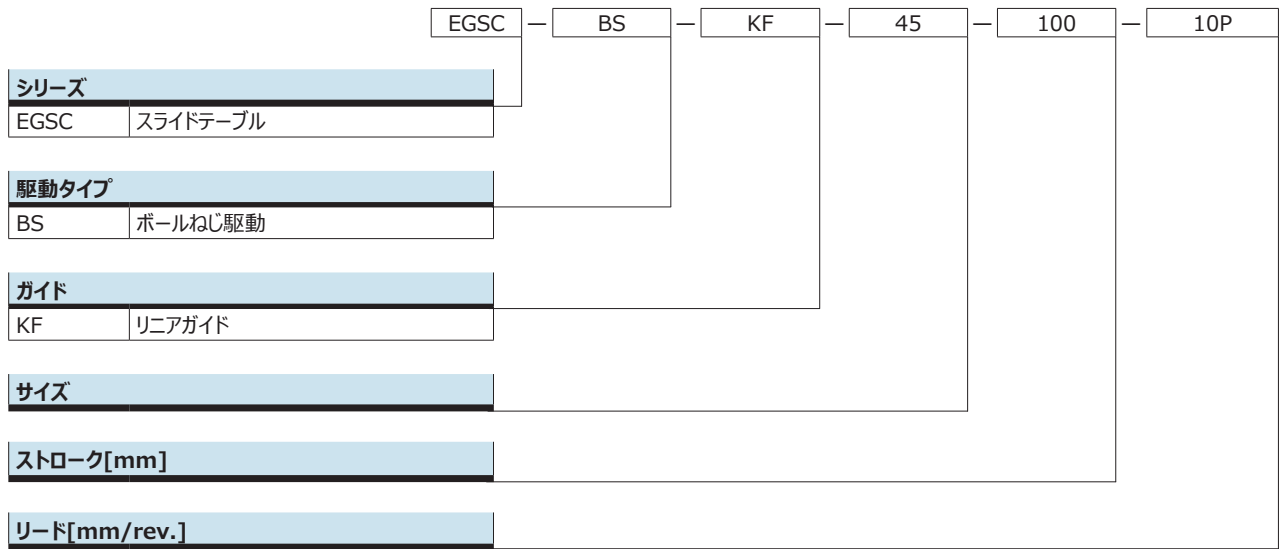 EGSC — BS — KF — 45 — 100 — 10P
シリーズ
EGSC スライドテーブル
駆動タイプ
BS ボールねじ駆動
ガイド
KF リニアガイド
サイズ
ストローク[mm]
リード[mm/rev.]